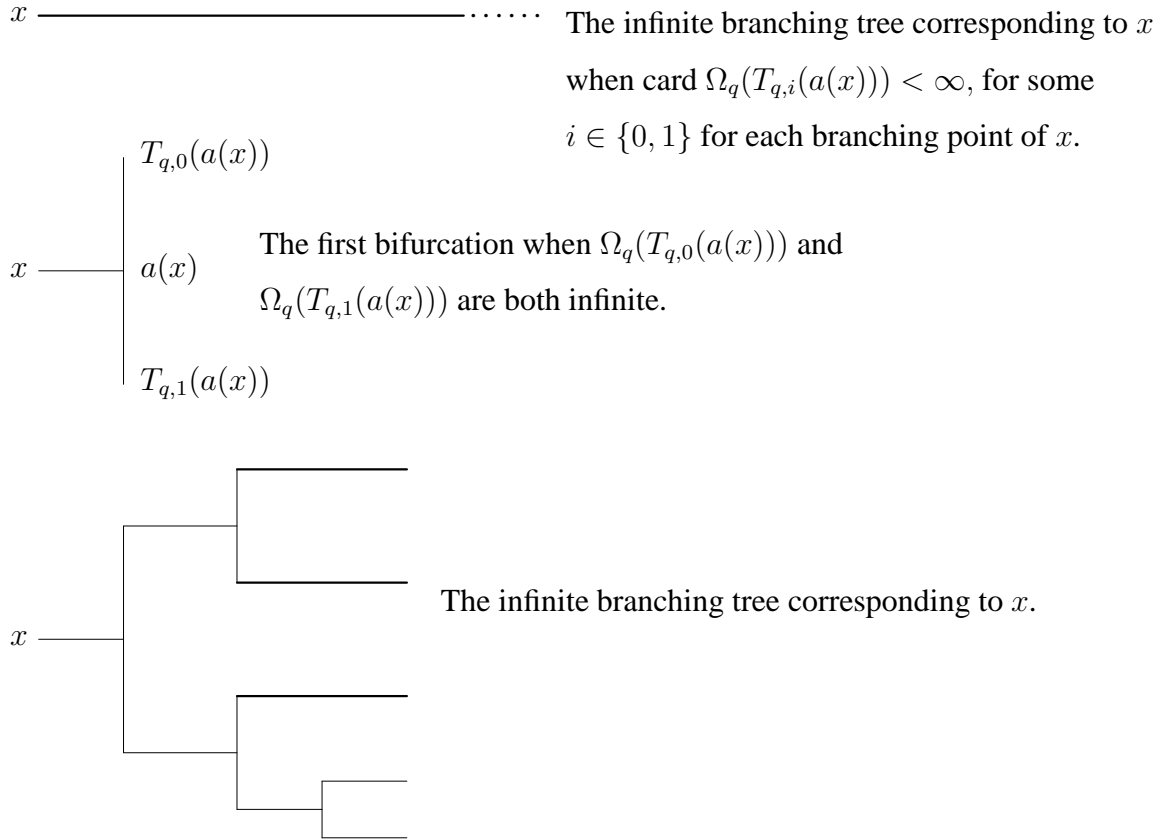 x ...... The infinite branching tree corresponding to x
when card Ω_q(T_{q,i}(a(x))) < ∞, for some
i ∈ {0, 1} for each branching point of x.
T_{q,0}(a(x))
The first bifurcation when Ω_q(T_{q,0}(a(x))) and
x a(x)
Ω_q(T_{q,1}(a(x))) are both infinite.
T_{q,1}(a(x))
The infinite branching tree corresponding to x.
x